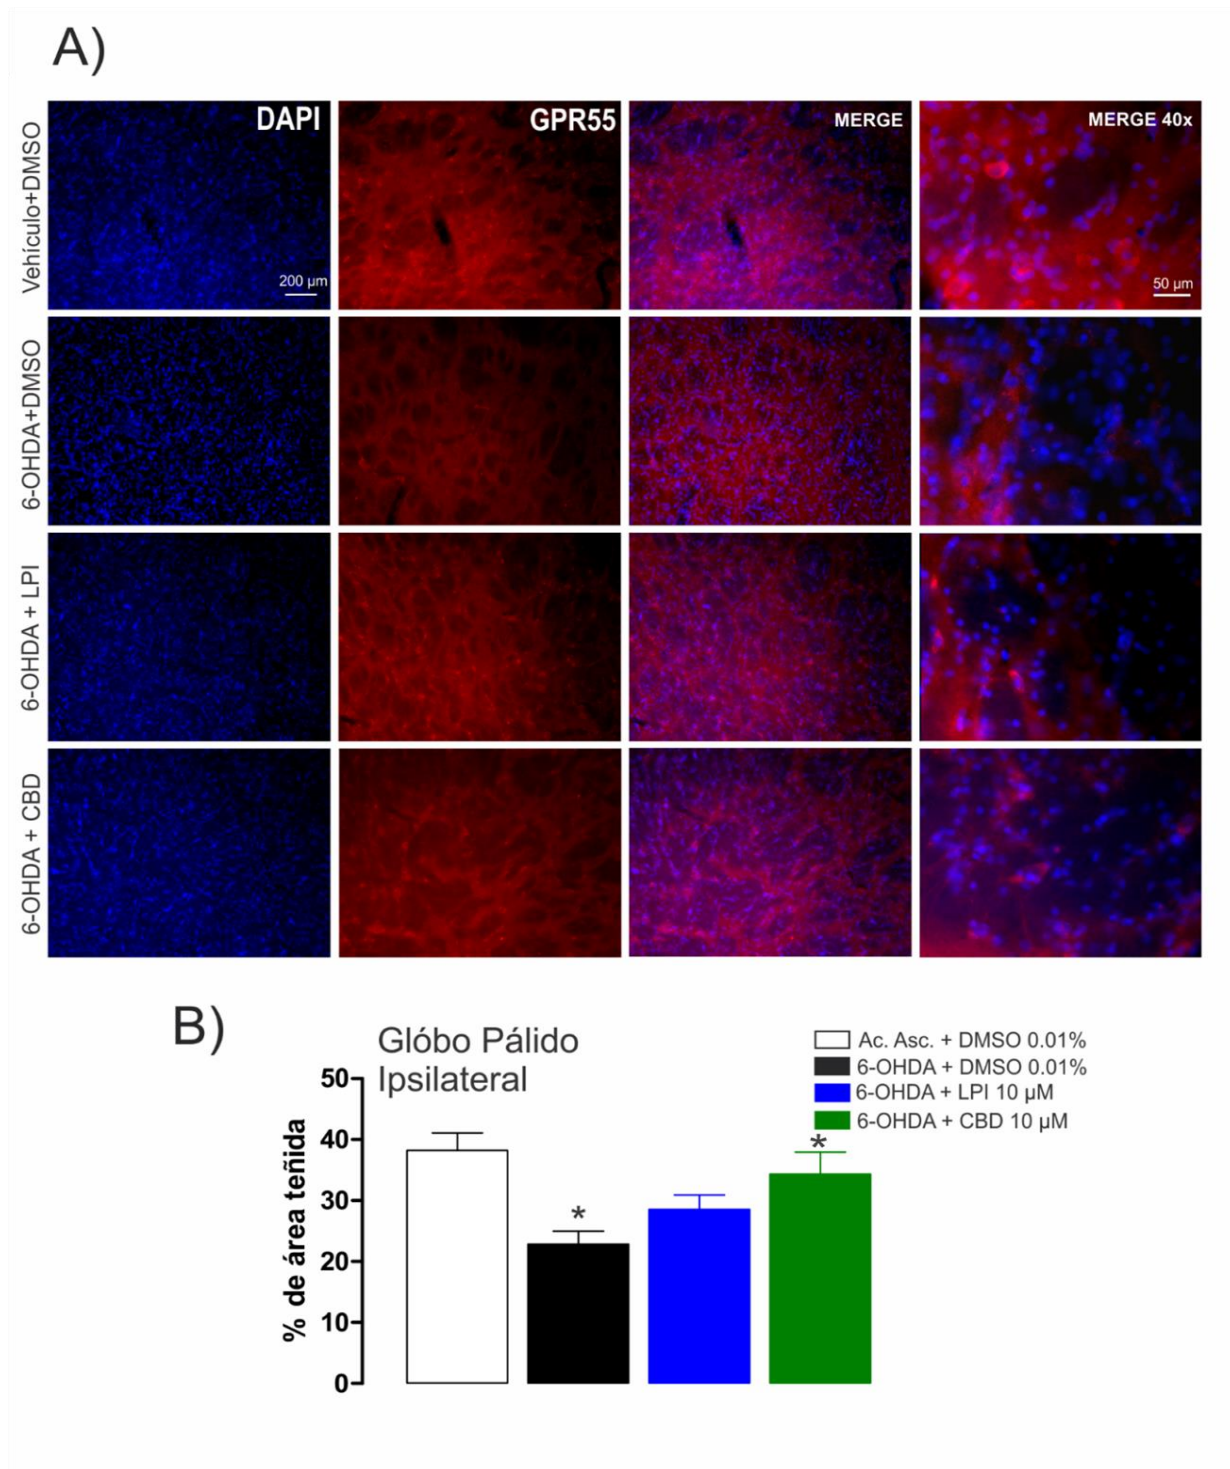 A)
DAPI
GPR55
MERGE
MERGE 40x
Vehículo+DMSO
200 µm
50 µm
6-OHDA+DMSO
6-OHDA + LPI
6-OHDA + CBD
B)
Glóbo Pálido
Ipsilateral
Ac. Asc. + DMSO 0.01%
6-OHDA + DMSO 0.01%
6-OHDA + LPI 10 µM
6-OHDA + CBD 10 µM
% de área teñida
50
40
30
20
10
0
*
*